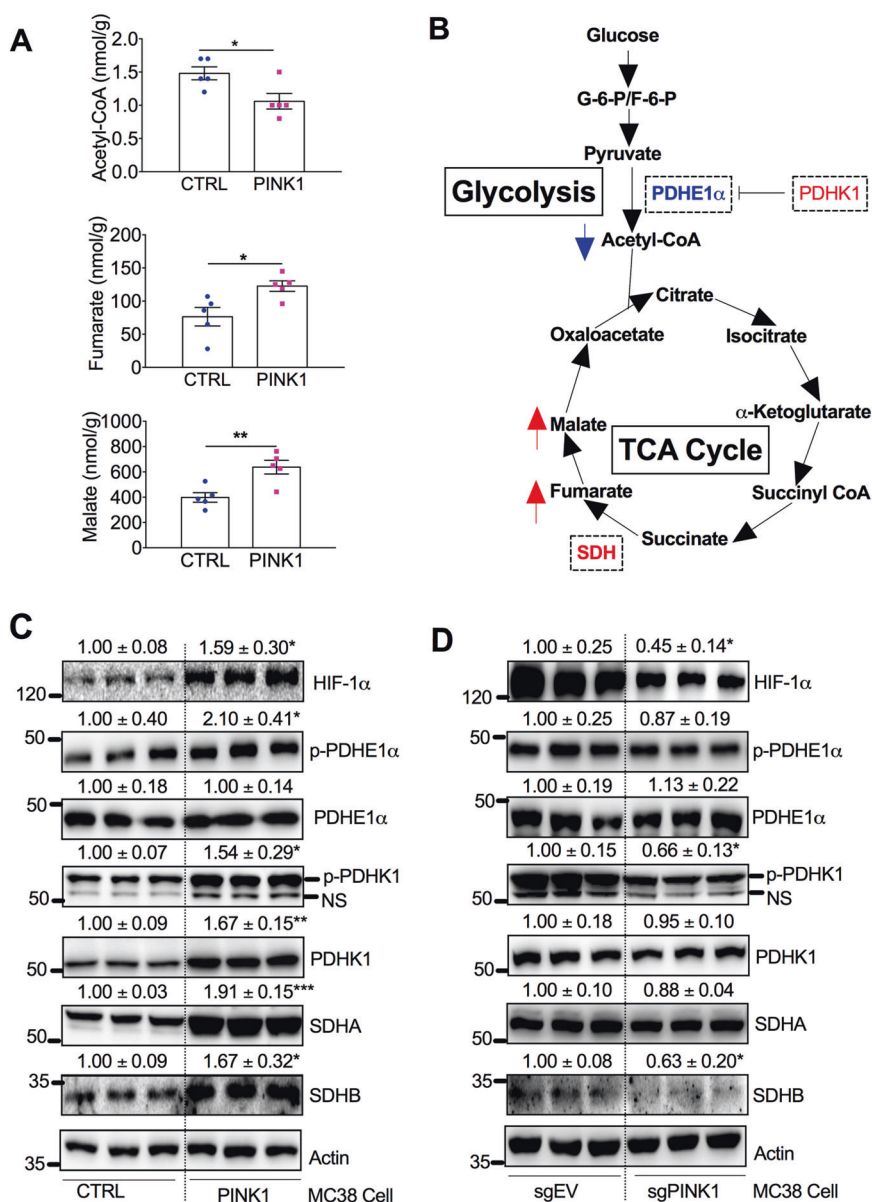 A
Acetyl-CoA (nmol/g)
2.0
1.5
1.0
0.5
0.0
*
CTRL PINK1
Fumarate (nmol/g)
200
150
100
50
0
*
CTRL PINK1
Malate (nmol/g)
1000
800
600
400
200
0
**
CTRL PINK1
B
Glucose
G-6-P/F-6-P
Pyruvate
Glycolysis
PDHE1α
PDHK1
Acetyl-CoA
Citrate
Oxaloacetate
Isocitrate
α-Ketoglutarate
Malate
TCA Cycle
Fumarate
Succinyl CoA
Succinate
SDH
C
1.00 ± 0.08 1.59 ± 0.30*
120 HIF-1α
1.00 ± 0.40 2.10 ± 0.41*
50 p-PDHE1α
1.00 ± 0.18 1.00 ± 0.14
50 PDHE1α
1.00 ± 0.07 1.54 ± 0.29*
p-PDHK1
50 NS
1.00 ± 0.09 1.67 ± 0.15**
50 PDHK1
1.00 ± 0.03 1.91 ± 0.15***
50 SDHA
1.00 ± 0.09 1.67 ± 0.32*
35 SDHB
35 Actin
CTRL PINK1 MC38 Cell
D
1.00 ± 0.25 0.45 ± 0.14*
120 HIF-1α
1.00 ± 0.25 0.87 ± 0.19
50 p-PDHE1α
1.00 ± 0.19 1.13 ± 0.22
50 PDHE1α
1.00 ± 0.15 0.66 ± 0.13*
p-PDHK1
50 NS
1.00 ± 0.18 0.95 ± 0.10
50 PDHK1
1.00 ± 0.10 0.88 ± 0.04
50 SDHA
1.00 ± 0.08 0.63 ± 0.20*
35 SDHB
35 Actin
sgEV sgPINK1 MC38 Cell